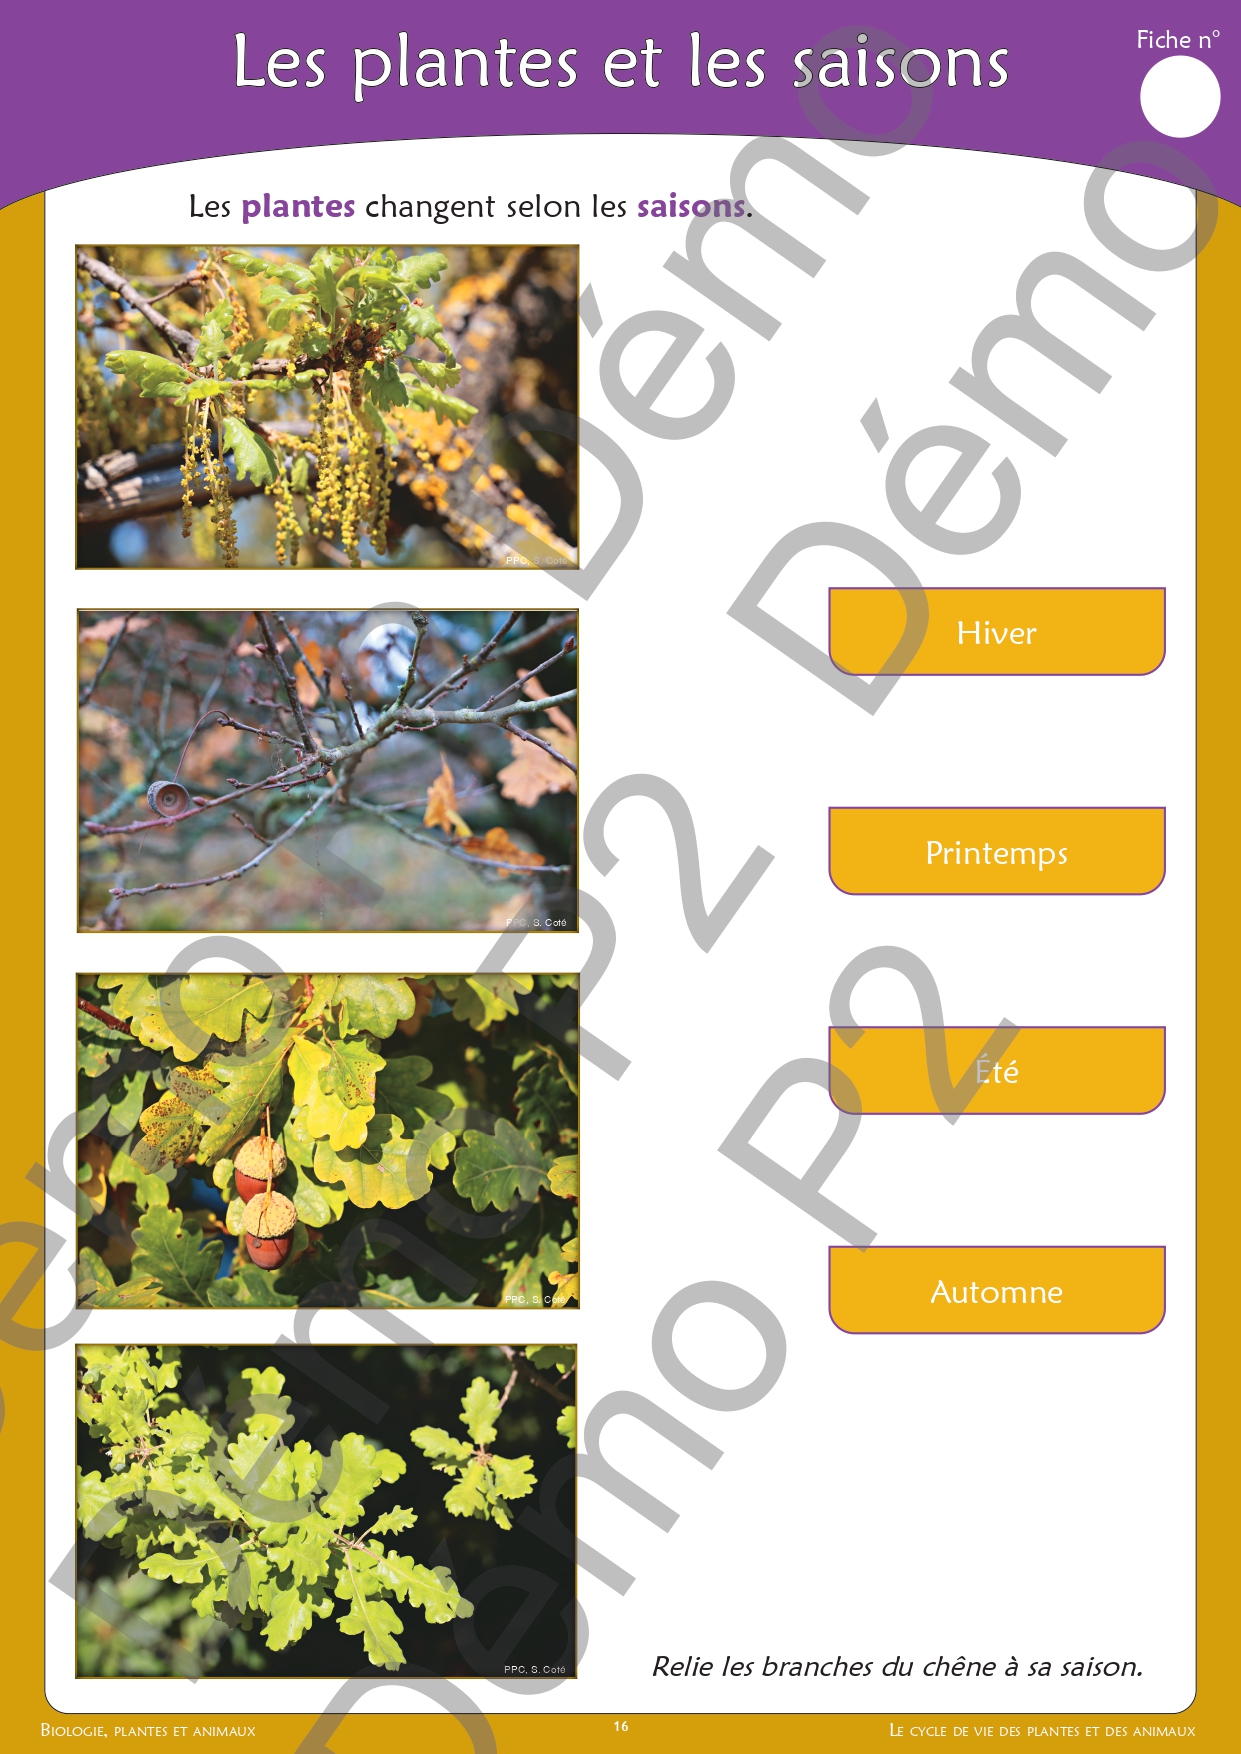 Les plantes et les saisons
Fiche n°
Les plantes changent selon les saisons.
PPC, S. Coté
Hiver
PPC, S. Coté
Printemps
Été
PPC, S. Coté
Automne
PPC, S. Coté
Relie les branches du chêne à sa saison.
Biologie, plantes et animaux
16
Le cycle de vie des plantes et des animaux
Démo P2
Démo P2
Démo P2
Démo P2